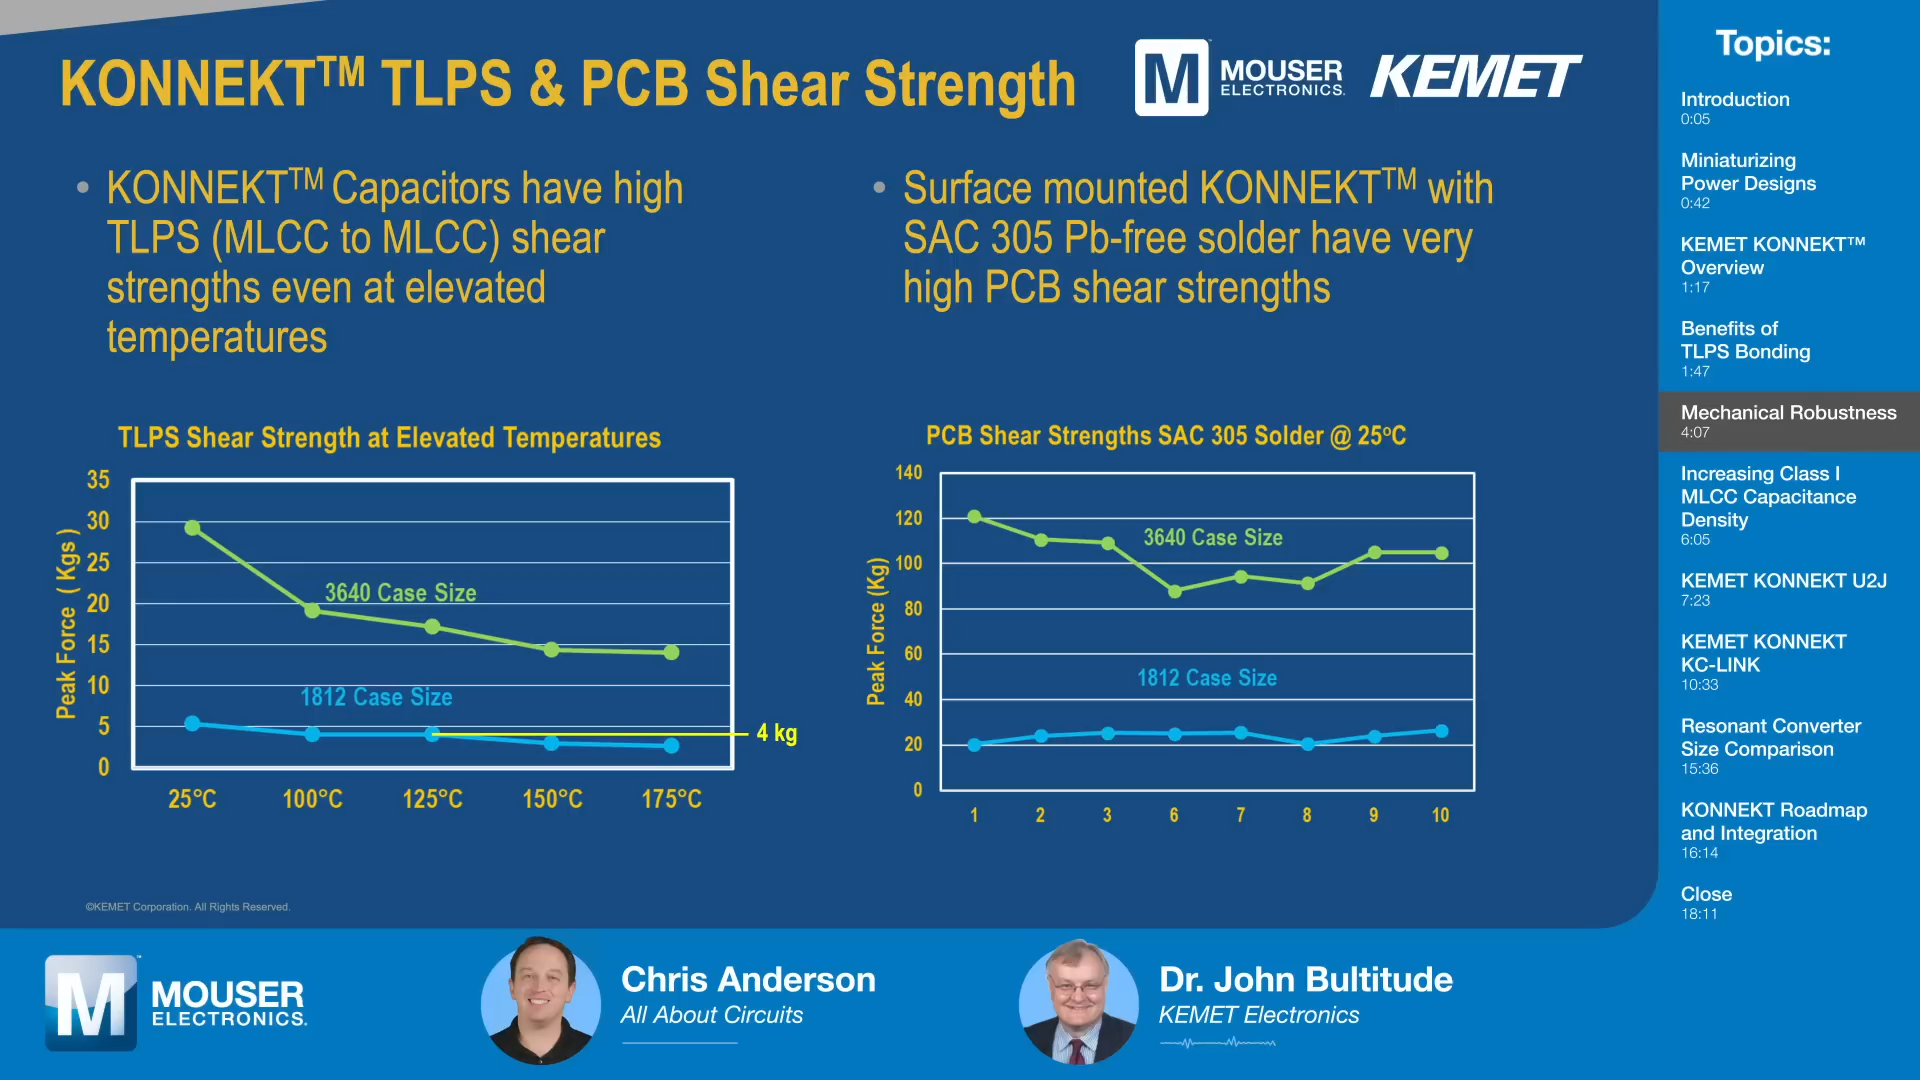 KONNEKT™ TLPS & PCB Shear Strength
M MOUSER ELECTRONICS
KEMET
• KONNEKT™ Capacitors have high
TLPS (MLCC to MLCC) shear
strengths even at elevated
temperatures
• Surface mounted KONNEKT™ with
SAC 305 Pb-free solder have very
high PCB shear strengths
TLPS Shear Strength at Elevated Temperatures
Peak Force ( Kgs )
35
30
25
20
15
10
5
0
3640 Case Size
1812 Case Size
4 kg
25°C 100°C 125°C 150°C 175°C
PCB Shear Strengths SAC 305 Solder @ 25°C
Peak Force (Kg)
140
120
100
80
60
40
20
0
3640 Case Size
1812 Case Size
1 2 3 6 7 8 9 10
©KEMET Corporation. All Rights Reserved.
Topics:
Introduction
0:05
Miniaturizing
Power Designs
0:42
KEMET KONNEKT™
Overview
1:17
Benefits of
TLPS Bonding
1:47
Mechanical Robustness
4:07
Increasing Class I
MLCC Capacitance
Density
6:05
KEMET KONNEKT U2J
7:23
KEMET KONNEKT
KC-LINK
10:33
Resonant Converter
Size Comparison
15:36
KONNEKT Roadmap
and Integration
16:14
Close
18:11
M MOUSER
ELECTRONICS.
Chris Anderson
All About Circuits
Dr. John Bultitude
KEMET Electronics